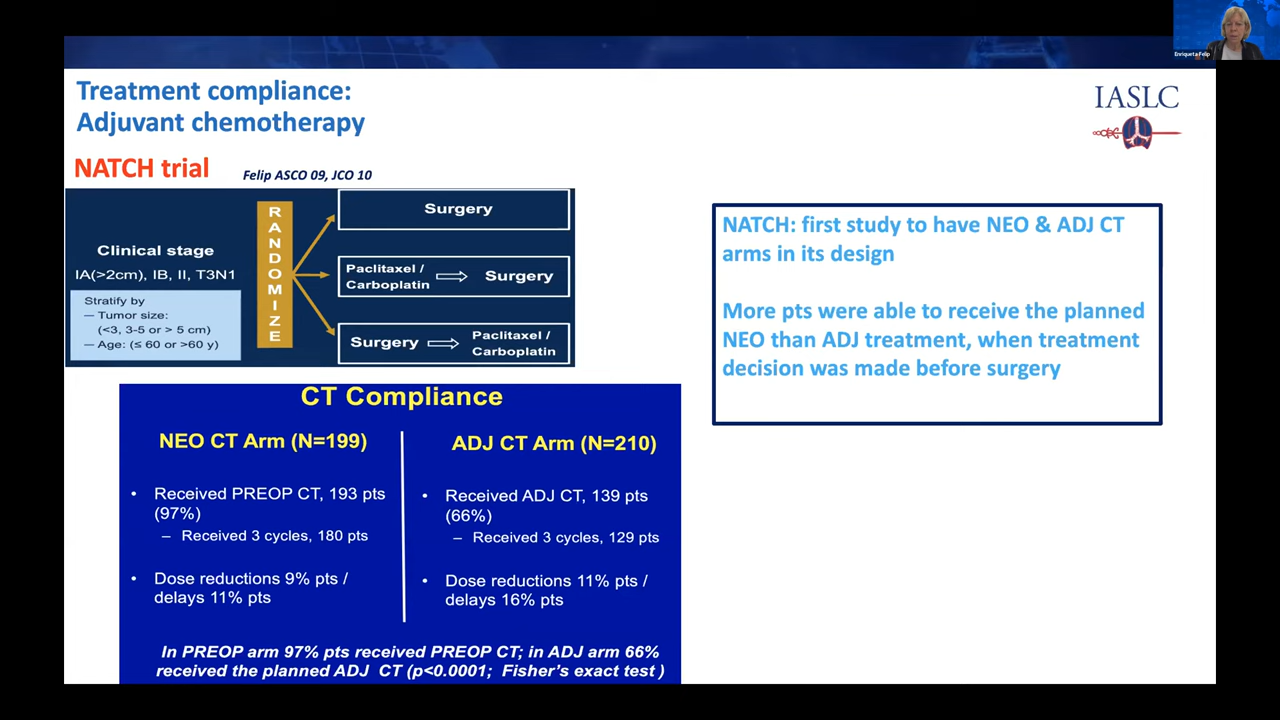 Enriqueta Felip
Treatment compliance:
Adjuvant chemotherapy
IASLC
NATCH trial
Felip ASCO 09, JCO 10
Clinical stage
IA(>2cm), IB, II, T3N1
Stratify by
– Tumor size:
(<3, 3-5 or > 5 cm)
– Age: (≤ 60 or >60 y)
RANDOMIZE
Surgery
Paclitaxel /
Carboplatin
Surgery
Surgery
Paclitaxel /
Carboplatin
NATCH: first study to have NEO & ADJ CT
arms in its design
More pts were able to receive the planned
NEO than ADJ treatment, when treatment
decision was made before surgery
CT Compliance
NEO CT Arm (N=199)
• Received PREOP CT, 193 pts
(97%)
– Received 3 cycles, 180 pts
• Dose reductions 9% pts /
delays 11% pts
ADJ CT Arm (N=210)
• Received ADJ CT, 139 pts
(66%)
– Received 3 cycles, 129 pts
• Dose reductions 11% pts /
delays 16% pts
In PREOP arm 97% pts received PREOP CT; in ADJ arm 66%
received the planned ADJ CT (p<0.0001; Fisher's exact test )